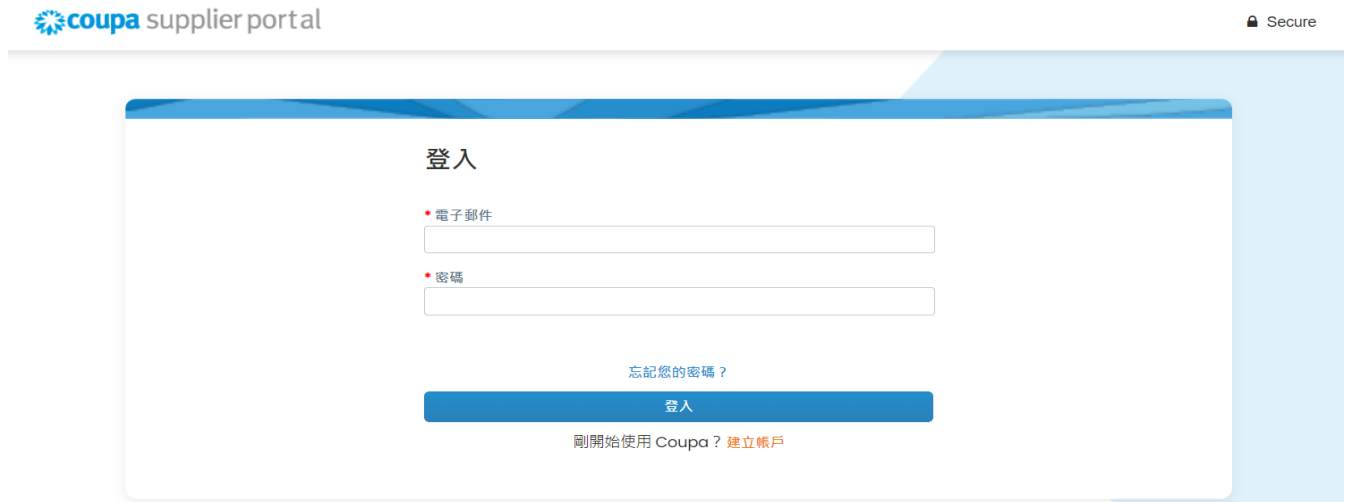 coupa supplier portal
Secure
登入
* 電子郵件
* 密碼
忘記您的密碼？
登入
剛開始使用 Coupa？ 建立帳戶